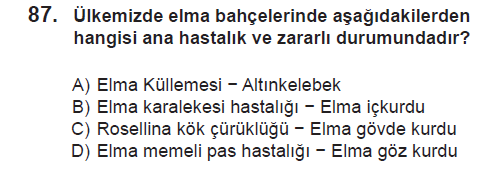 87. Ülkemizde elma bahçelerinde aşağıdakilerden
hangisi ana hastalık ve zararlı durumundadır?
A) Elma Küllemesi − Altınkelebek
B) Elma karalekesi hastalığı − Elma içkurdu
C) Rosellina kök çürüklüğü − Elma gövde kurdu
D) Elma memeli pas hastalığı − Elma göz kurdu